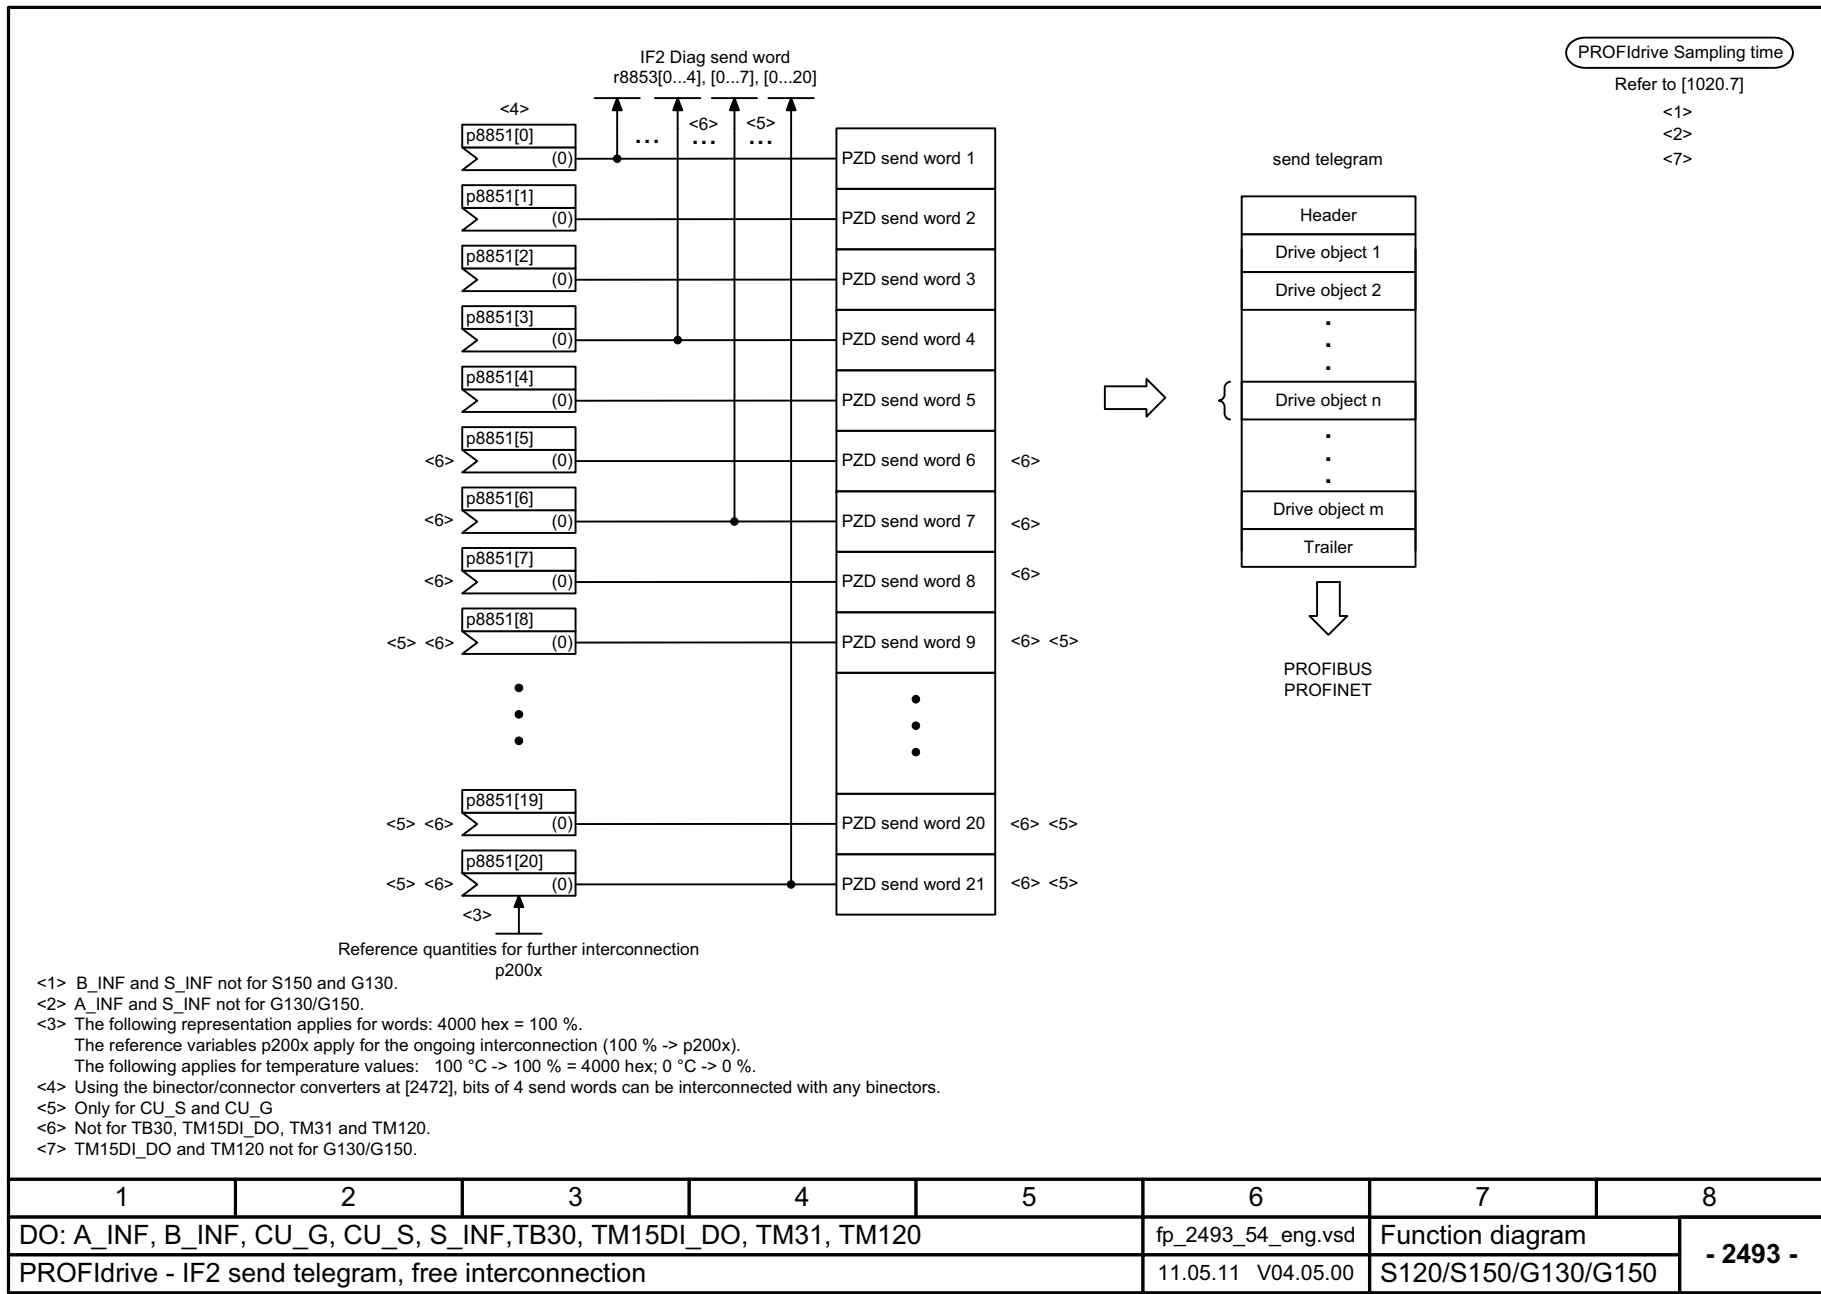 IF2 Diag send word
r8853[0...4], [0...7], [0...20]
PROFIdrive Sampling time
Refer to [1020.7]
<1>
<2>
<7>
<4>
<6>
<5>
... ... ...
p8851[0]
(0)
PZD send word 1
p8851[1]
(0)
PZD send word 2
p8851[2]
(0)
PZD send word 3
p8851[3]
(0)
PZD send word 4
p8851[4]
(0)
PZD send word 5
p8851[5]
<6> (0)
PZD send word 6 <6>
p8851[6]
<6> (0)
PZD send word 7 <6>
p8851[7]
<6> (0)
PZD send word 8 <6>
p8851[8]
<5> <6> (0)
PZD send word 9 <6> <5>
p8851[19]
<5> <6> (0)
PZD send word 20 <6> <5>
p8851[20]
<5> <6> (0)
PZD send word 21 <6> <5>
<3>
Reference quantities for further interconnection
p200x
send telegram
Header
Drive object 1
Drive object 2
Drive object n
Drive object m
Trailer
PROFIBUS
PROFINET
<1> B_INF and S_INF not for S150 and G130.
<2> A_INF and S_INF not for G130/G150.
<3> The following representation applies for words: 4000 hex = 100 %.
The reference variables p200x apply for the ongoing interconnection (100 % -> p200x).
The following applies for temperature values: 100 °C -> 100 % = 4000 hex; 0 °C -> 0 %.
<4> Using the binector/connector converters at [2472], bits of 4 send words can be interconnected with any binectors.
<5> Only for CU_S and CU_G
<6> Not for TB30, TM15DI_DO, TM31 and TM120.
<7> TM15DI_DO and TM120 not for G130/G150.
1 2 3 4 5 6 7 8
DO: A_INF, B_INF, CU_G, CU_S, S_INF,TB30, TM15DI_DO, TM31, TM120
fp_2493_54_eng.vsd
Function diagram
- 2493 -
PROFIdrive - IF2 send telegram, free interconnection
11.05.11 V04.05.00
S120/S150/G130/G150